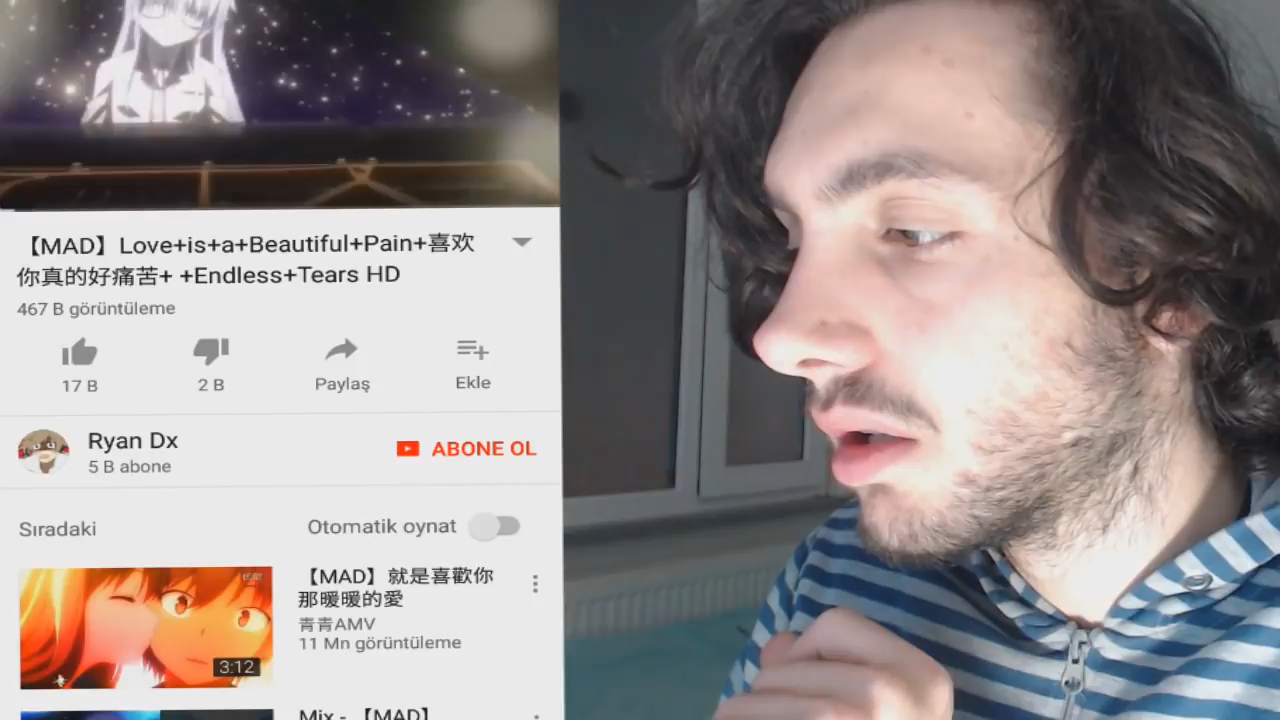 【MAD】Love+is+a+Beautiful+Pain+喜欢
你真的好痛苦+ +Endless+Tears HD
467 B görüntüleme
17 B
2 B
Paylaş
Ekle
Ryan Dx
5 B abone
ABONE OL
Sıradaki
Otomatik oynat
【MAD】就是喜歡你
那暖暖的愛
青青AMV
11 Mn görüntüleme
3:12
Mix - 【MAD】